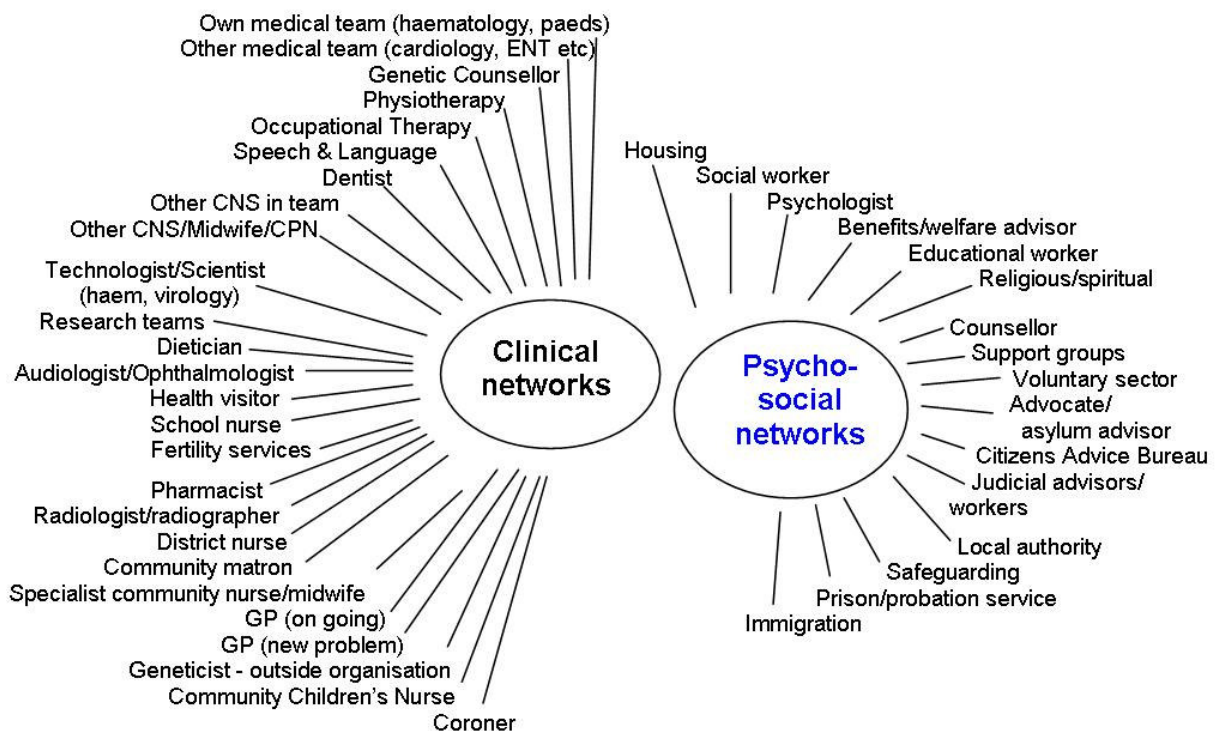 Own medical team (haematology, paeds)
Other medical team (cardiology, ENT etc)
Genetic Counsellor
Physiotherapy
Occupational Therapy
Speech & Language
Dentist
Other CNS in team
Other CNS/Midwife/CPN
Technologist/Scientist
(haem, virology)
Research teams
Dietician
Audiologist/Ophthalmologist
Health visitor
School nurse
Fertility services
Pharmacist
Radiologist/radiographer
District nurse
Community matron
Specialist community nurse/midwife
GP (on going)
GP (new problem)
Geneticist - outside organisation
Community Children's Nurse
Coroner
Clinical
networks
Housing
Social worker
Psychologist
Benefits/welfare advisor
Educational worker
Religious/spiritual
Counsellor
Support groups
Voluntary sector
Advocate/
asylum advisor
Citizens Advice Bureau
Judicial advisors/
workers
Local authority
Safeguarding
Prison/probation service
Immigration
Psycho-
social
networks